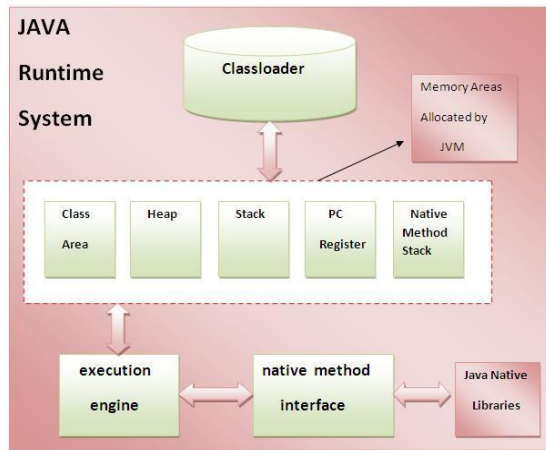 JAVA
Runtime
System
Classloader
Memory Areas
Allocated by
JVM
Class
Area
Heap
Stack
PC
Register
Native
Method
Stack
execution
engine
native method
interface
Java Native
Libraries